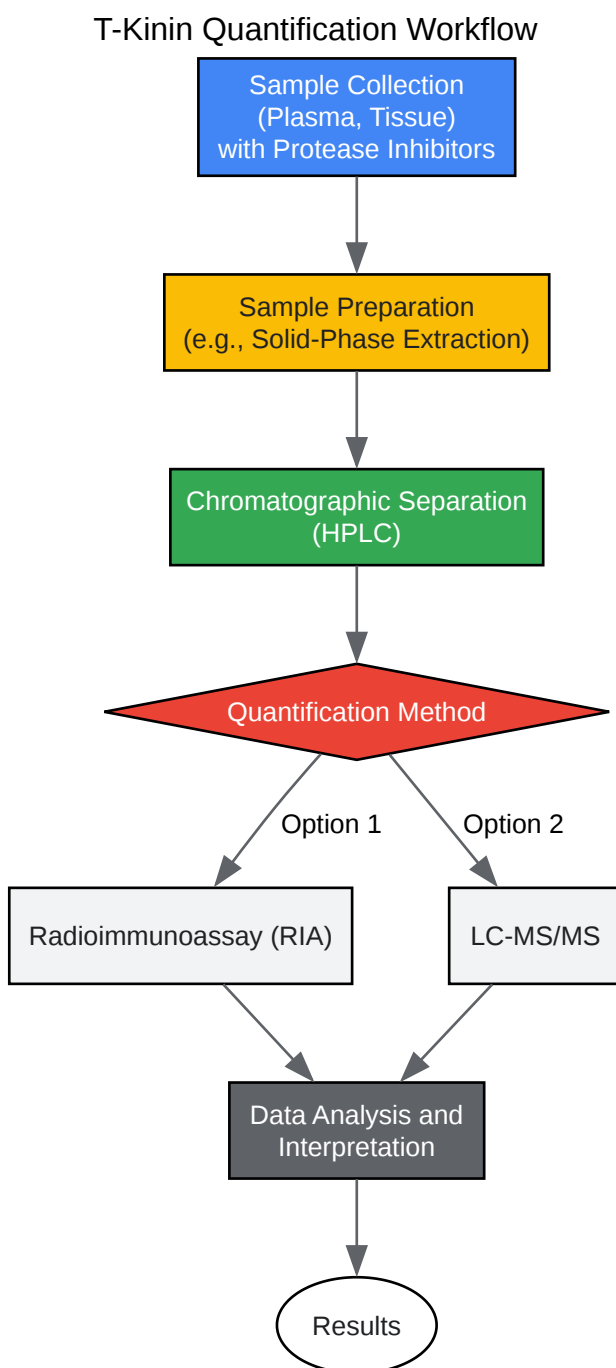 T-Kinin Quantification Workflow
Sample Collection
(Plasma, Tissue)
with Protease Inhibitors
Sample Preparation
(e.g., Solid-Phase Extraction)
Chromatographic Separation
(HPLC)
Quantification Method
Option 1
Option 2
Radioimmunoassay (RIA)
LC-MS/MS
Data Analysis and
Interpretation
Results